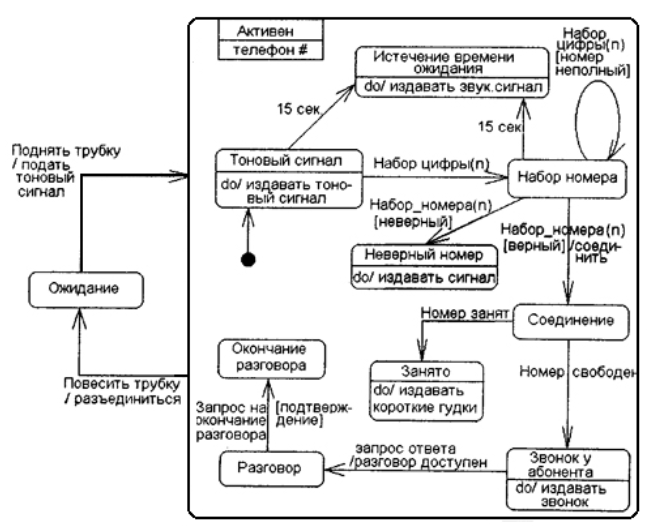 Активен
телефон #
Набор
цифры(n)
[номер
неполный]
Истечение времени
ожидания
do/ издавать звук.сигнал
15 сек
15 сек
Поднять трубку
/ подать
тоновый
сигнал
Тоновый сигнал
do/ издавать тоно-
вый сигнал
Набор цифры(n)
Набор номера
Набор_номера(n)
[неверный]
Набор_номера(n)
[верный] /соеди-
нить
Неверный номер
do/ издавать сигнал
Ожидание
Номер занят
Соединение
Окончание
разговора
Занято
do/ издавать
короткие гудки
Номер свободен
Повесить трубку
/ разъединиться
Запрос на
окончание
разговора
[подтверж-
дение]
запрос ответа
/разговор доступен
Разговор
Звонок у
абонента
do/ издавать
звонок